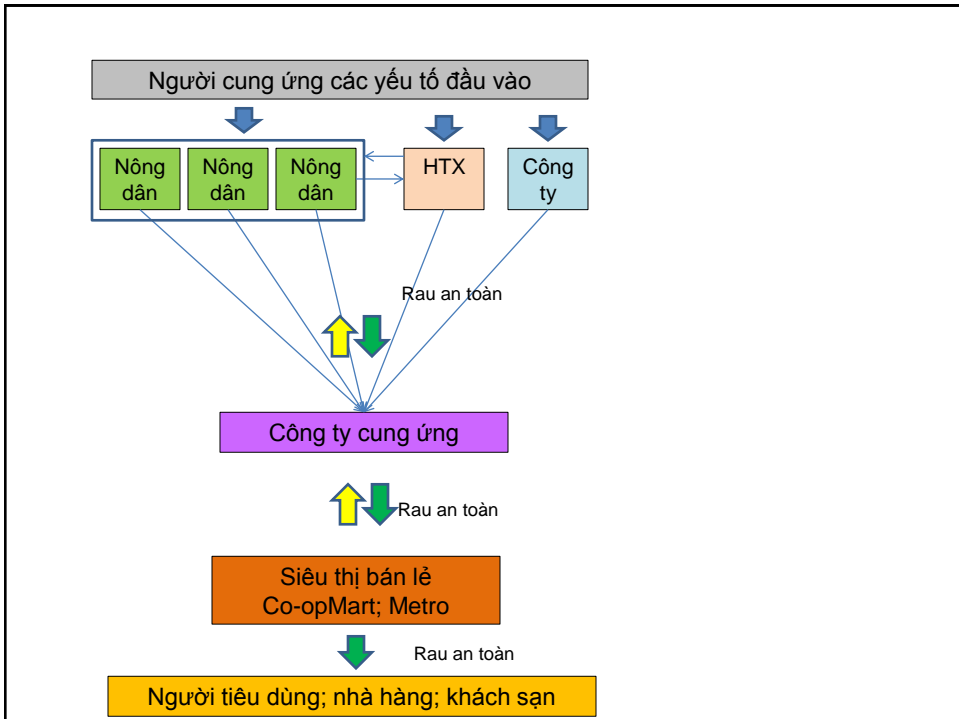 Người cung ứng các yếu tố đầu vào
Nông
dân
Nông
dân
Nông
dân
HTX
Công
ty
Rau an toàn
Công ty cung ứng
Rau an toàn
Siêu thị bán lẻ
Co-opMart; Metro
Rau an toàn
Người tiêu dùng; nhà hàng; khách sạn